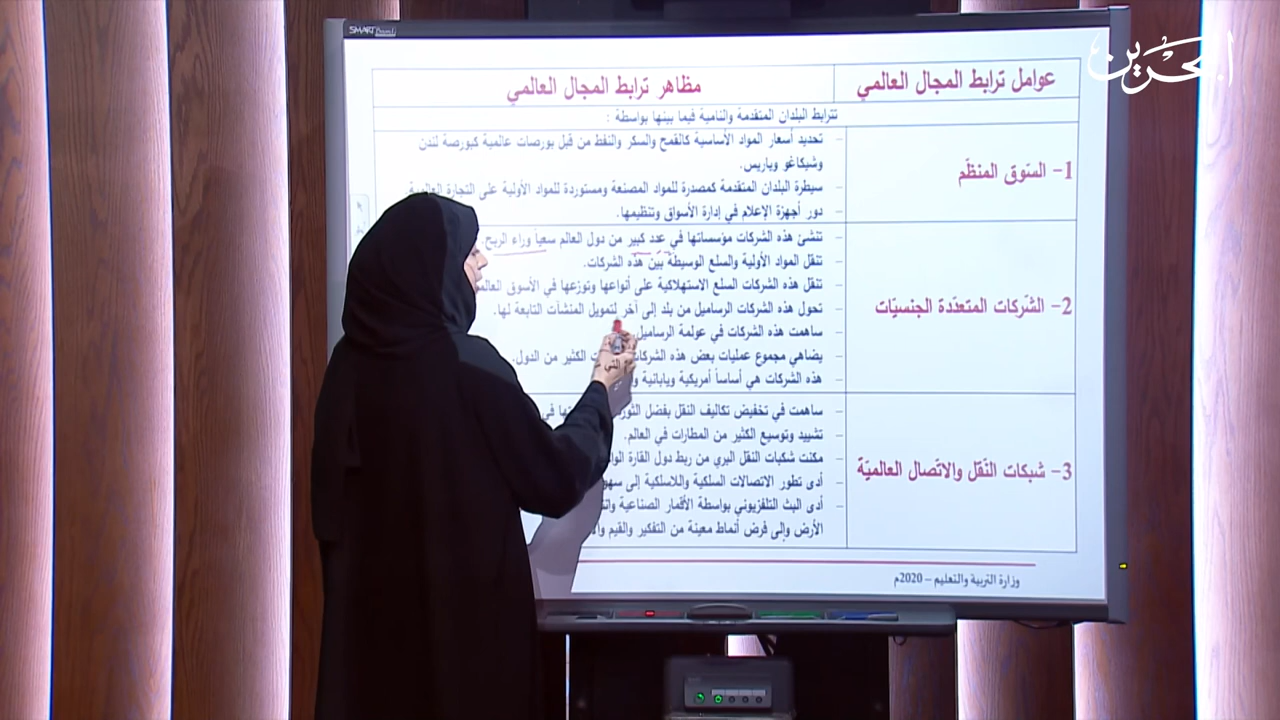 SMART
البحرين
عوامل ترابط المجال العالمي
مظاهر ترابط المجال العالمي
تترابط البلدان المتقدمة والنامية فيما بينها بواسطة :
1- السّوق المنظّم
- تحديد أسعار المواد الأساسية كالقمح والسكر والنفط من قبل بورصات عالمية كبورصة لندن
وشيكاغو وباريس.
- سيطرة البلدان المتقدمة كمصدرة للمواد المصنعة ومستوردة للمواد الأولية على التجارة العالمية
- دور أجهزة الإعلام في إدارة الأسواق وتنظيمها.
2- الشّركات المتعدّدة الجنسيّات
- تنشئ هذه الشركات مؤسساتها في عدد كبير من دول العالم سعياً وراء الربح.
- تنقل المواد الأولية والسلع الوسيطة بين هذه الشركات.
- تنقل هذه الشركات السلع الاستهلاكية على أنواعها وتوزعها في الأسوق
- تحول هذه الشركات الرساميل من بلد إلى آخر لتمويل المنشآت التابعة لها.
- ساهمت هذه الشركات في عولمة الرساميل
- يضاهي مجموع عمليات بعض هذه الكثير من الدول.
- هذه الشركات هي أساساً أمريكية ويابانية
3- شبكات النّقل والاتّصال العالميّة
- ساهمت في تخفيض تكاليف النقل بفضل
- تشييد وتوسيع الكثير من المطارات في العالم.
- مكنت شكبات النقل البري من ربط دول القارة
- أدى تطور الاتصالات السلكية واللاسلكية إلى
- أدى البث التلفزيوني بواسطة الأقمار الصناعية
الأرض وإلى فرض أنماط معينة من التفكير والقيم
وزارة التربية والتعليم – 2020م